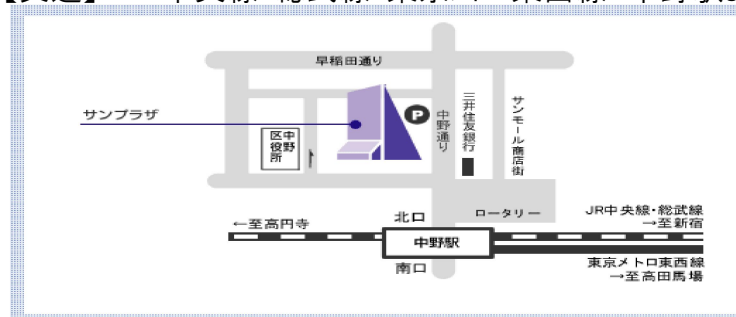 早稲田通り
サンプラザ
P
中野通り
三井住友銀行
サンモール商店街
中野
区役所
北口
ロータリー
JR中央線・総武線
→至新宿
←至高円寺
中野駅
南口
東京メトロ東西線
→至高田馬場